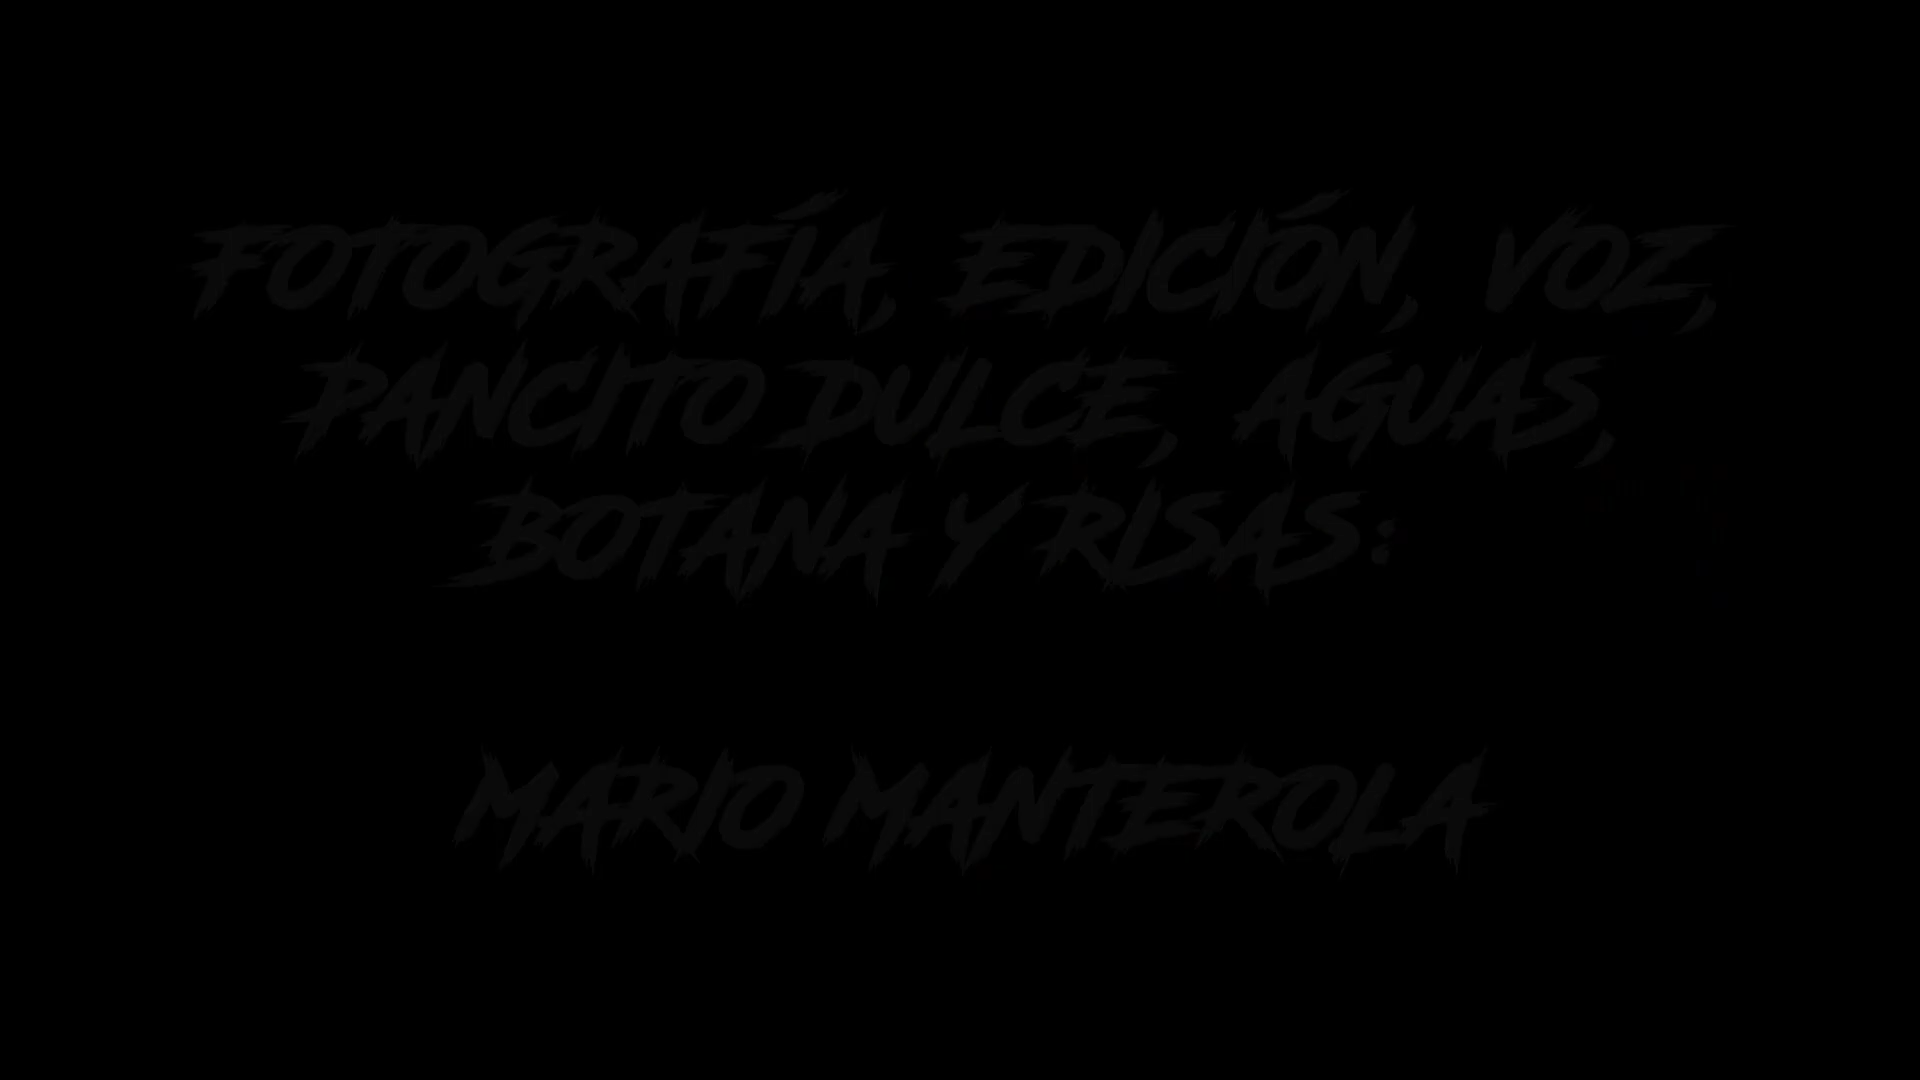 FOTOGRAFÍA, EDICIÓN, VOZ,
PANCITO DULCE, AGUAS,
BOTANA Y RISAS:
MARIO MANTEROLA